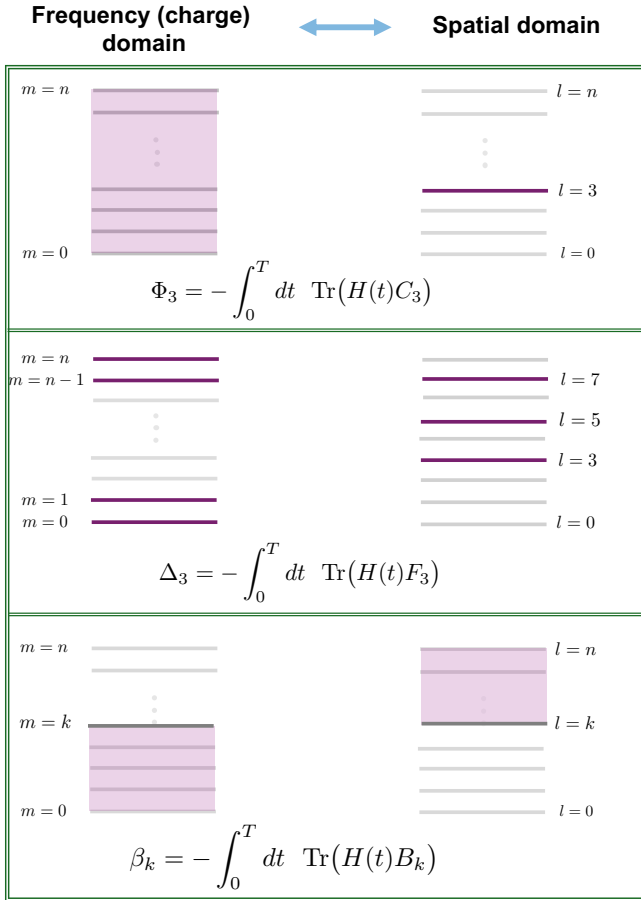 Frequency (charge) domain
Spatial domain
m = n
l = n
l = 3
m = 0
l = 0
Φ₃ = −∫₀ᵀ dt Tr(H(t)C₃)
m = n
m = n − 1
l = 7
l = 5
l = 3
m = 1
m = 0
l = 0
Δ₃ = −∫₀ᵀ dt Tr(H(t)F₃)
m = n
l = n
m = k
l = k
m = 0
l = 0
βₖ = −∫₀ᵀ dt Tr(H(t)Bₖ)